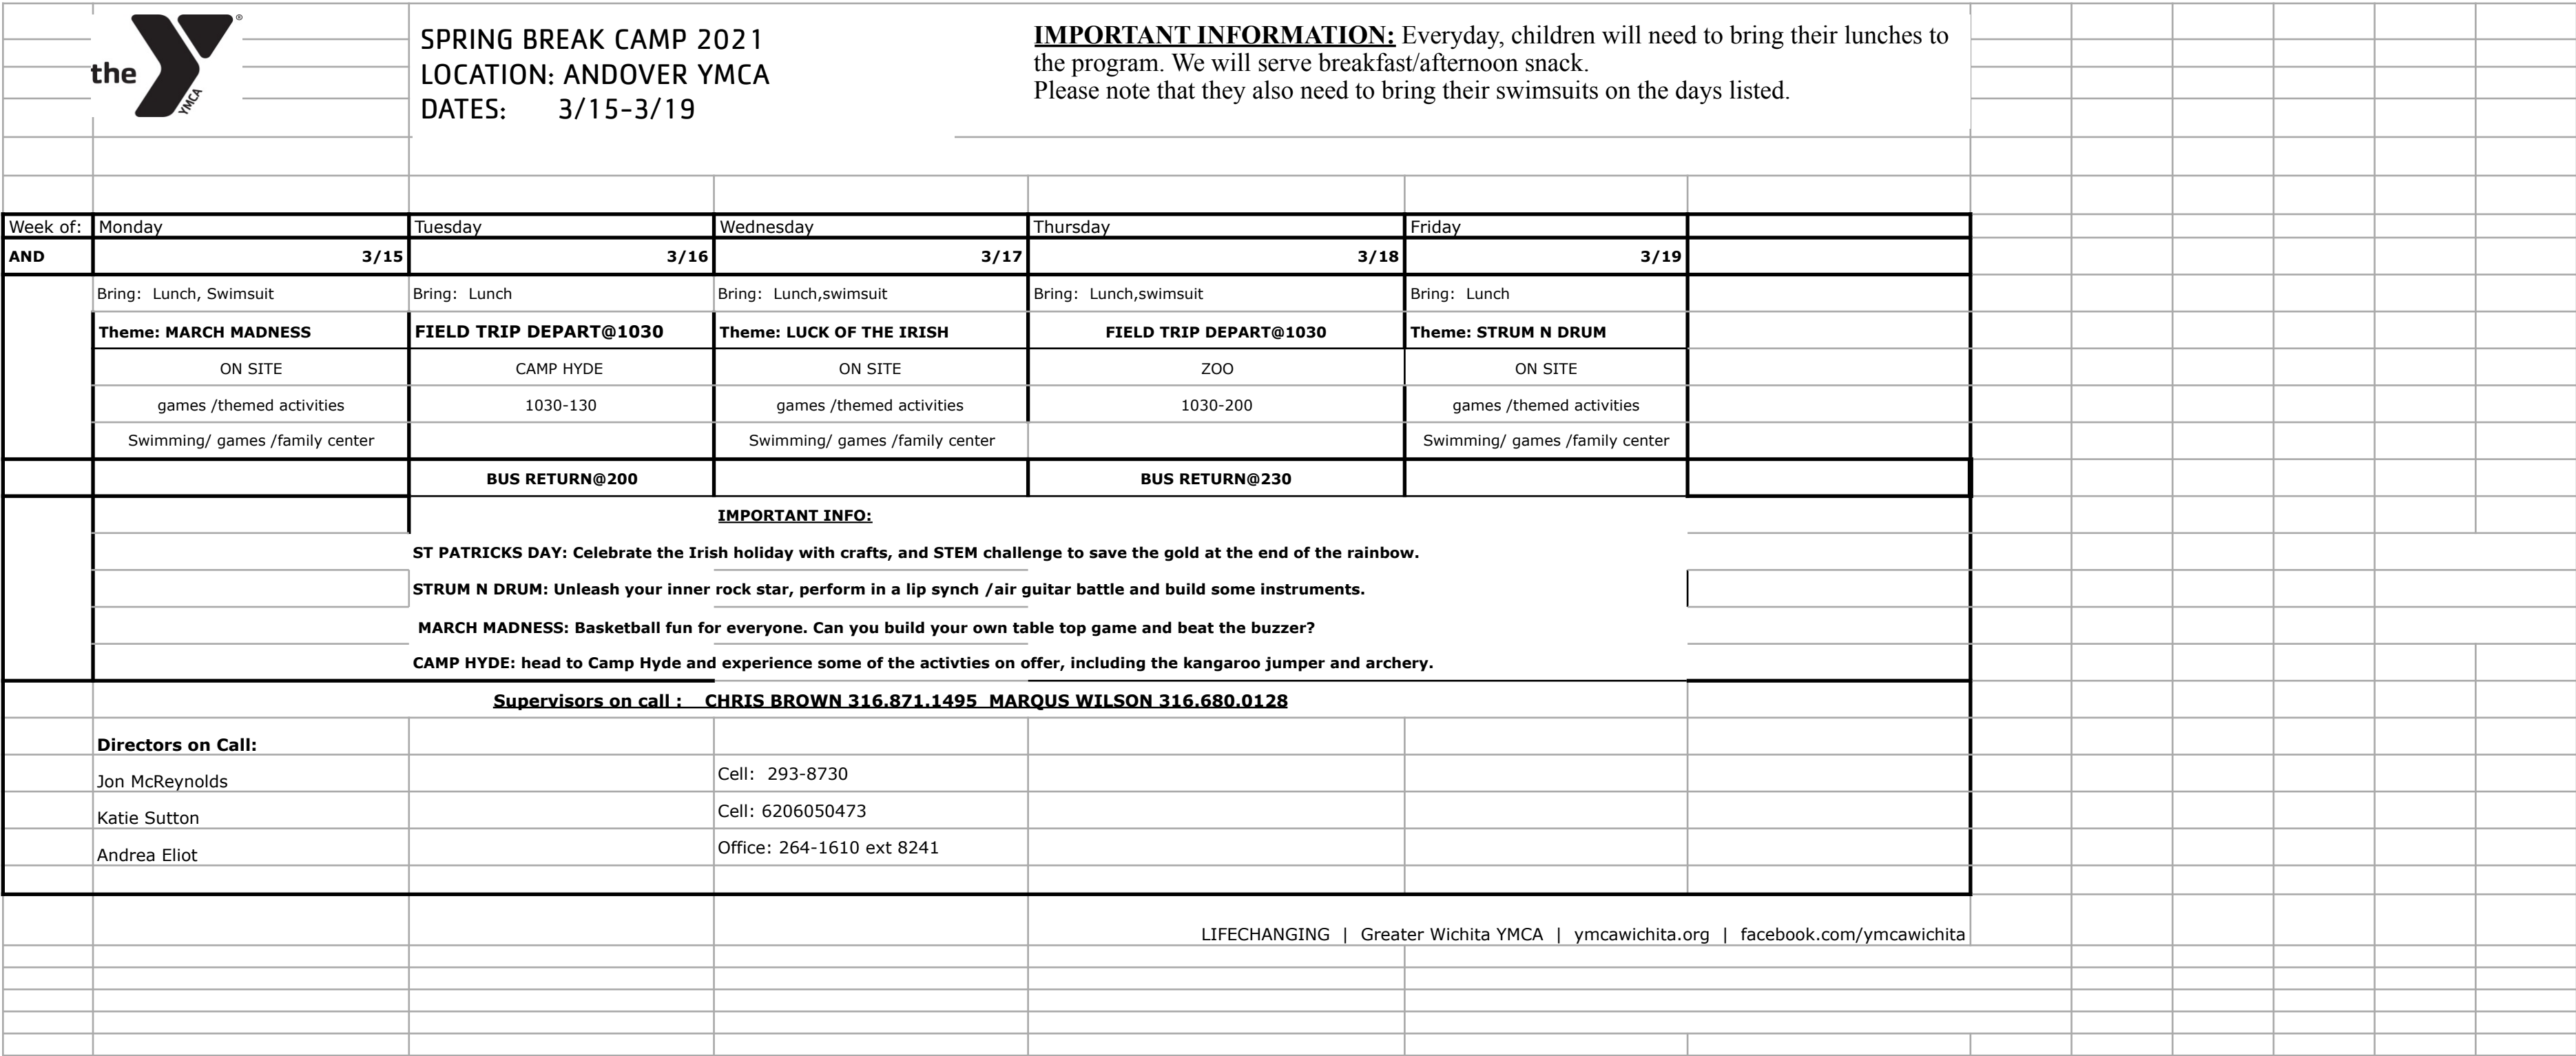 the YMCA ®
SPRING BREAK CAMP 2021
LOCATION: ANDOVER YMCA
DATES: 3/15-3/19
IMPORTANT INFORMATION: Everyday, children will need to bring their lunches to
the program. We will serve breakfast/afternoon snack.
Please note that they also need to bring their swimsuits on the days listed.
Week of: Monday Tuesday Wednesday Thursday Friday
AND 3/15 3/16 3/17 3/18 3/19
Bring: Lunch, Swimsuit Bring: Lunch Bring: Lunch,swimsuit Bring: Lunch,swimsuit Bring: Lunch
Theme: MARCH MADNESS FIELD TRIP DEPART@1030 Theme: LUCK OF THE IRISH FIELD TRIP DEPART@1030 Theme: STRUM N DRUM
ON SITE CAMP HYDE ON SITE ZOO ON SITE
games /themed activities 1030-130 games /themed activities 1030-200 games /themed activities
Swimming/ games /family center Swimming/ games /family center Swimming/ games /family center
BUS RETURN@200 BUS RETURN@230
IMPORTANT INFO:
ST PATRICKS DAY: Celebrate the Irish holiday with crafts, and STEM challenge to save the gold at the end of the rainbow.
STRUM N DRUM: Unleash your inner rock star, perform in a lip synch /air guitar battle and build some instruments.
MARCH MADNESS: Basketball fun for everyone. Can you build your own table top game and beat the buzzer?
CAMP HYDE: head to Camp Hyde and experience some of the activties on offer, including the kangaroo jumper and archery.
Supervisors on call : CHRIS BROWN 316.871.1495 MARQUS WILSON 316.680.0128
Directors on Call:
Jon McReynolds Cell: 293-8730
Katie Sutton Cell: 6206050473
Andrea Eliot Office: 264-1610 ext 8241
LIFECHANGING | Greater Wichita YMCA | ymcawichita.org | facebook.com/ymcawichita